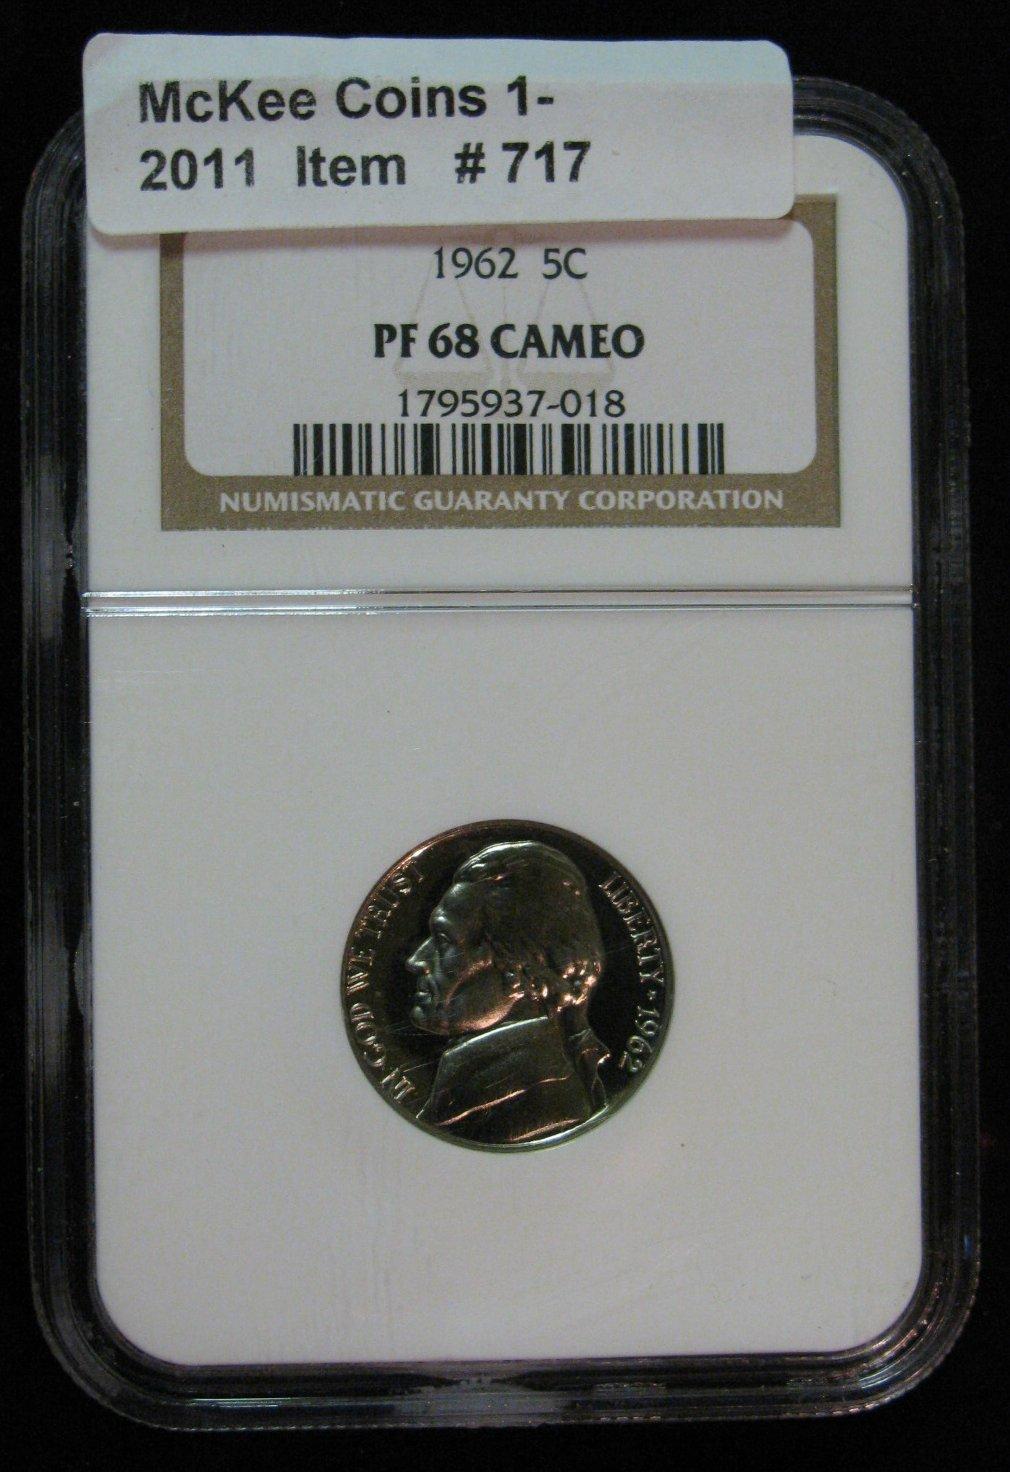 McKee Coins 1-
2011 Item # 717
1962 5C
PF 68 CAMEO
1795937-018
NUMISMATIC GUARANTY CORPORATION
IN GOD WE TRUST
LIBERTY · 1962